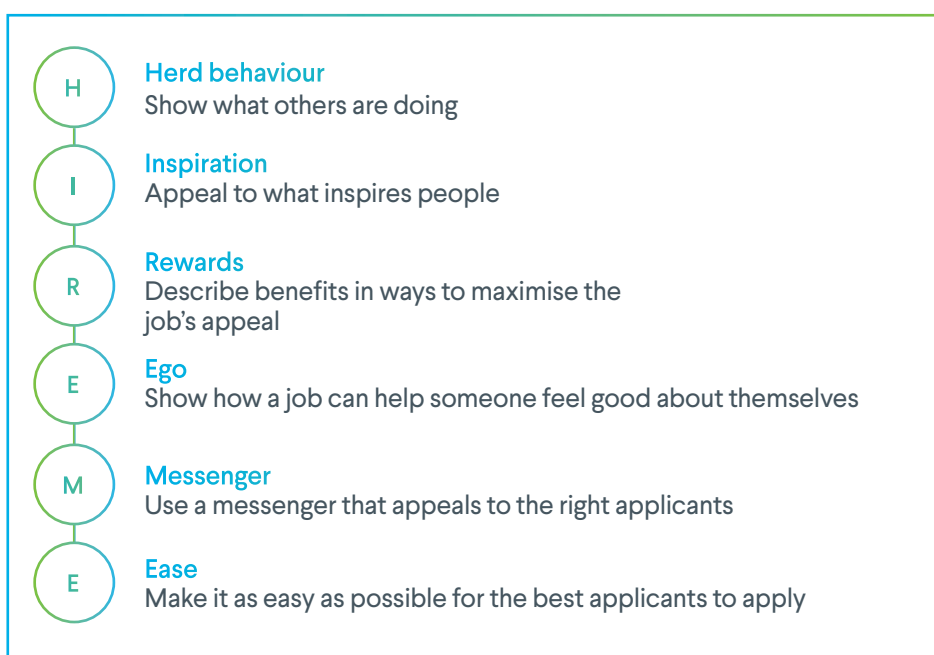 H
Herd behaviour
Show what others are doing
I
Inspiration
Appeal to what inspires people
R
Rewards
Describe benefits in ways to maximise the
job's appeal
E
Ego
Show how a job can help someone feel good about themselves
M
Messenger
Use a messenger that appeals to the right applicants
E
Ease
Make it as easy as possible for the best applicants to apply